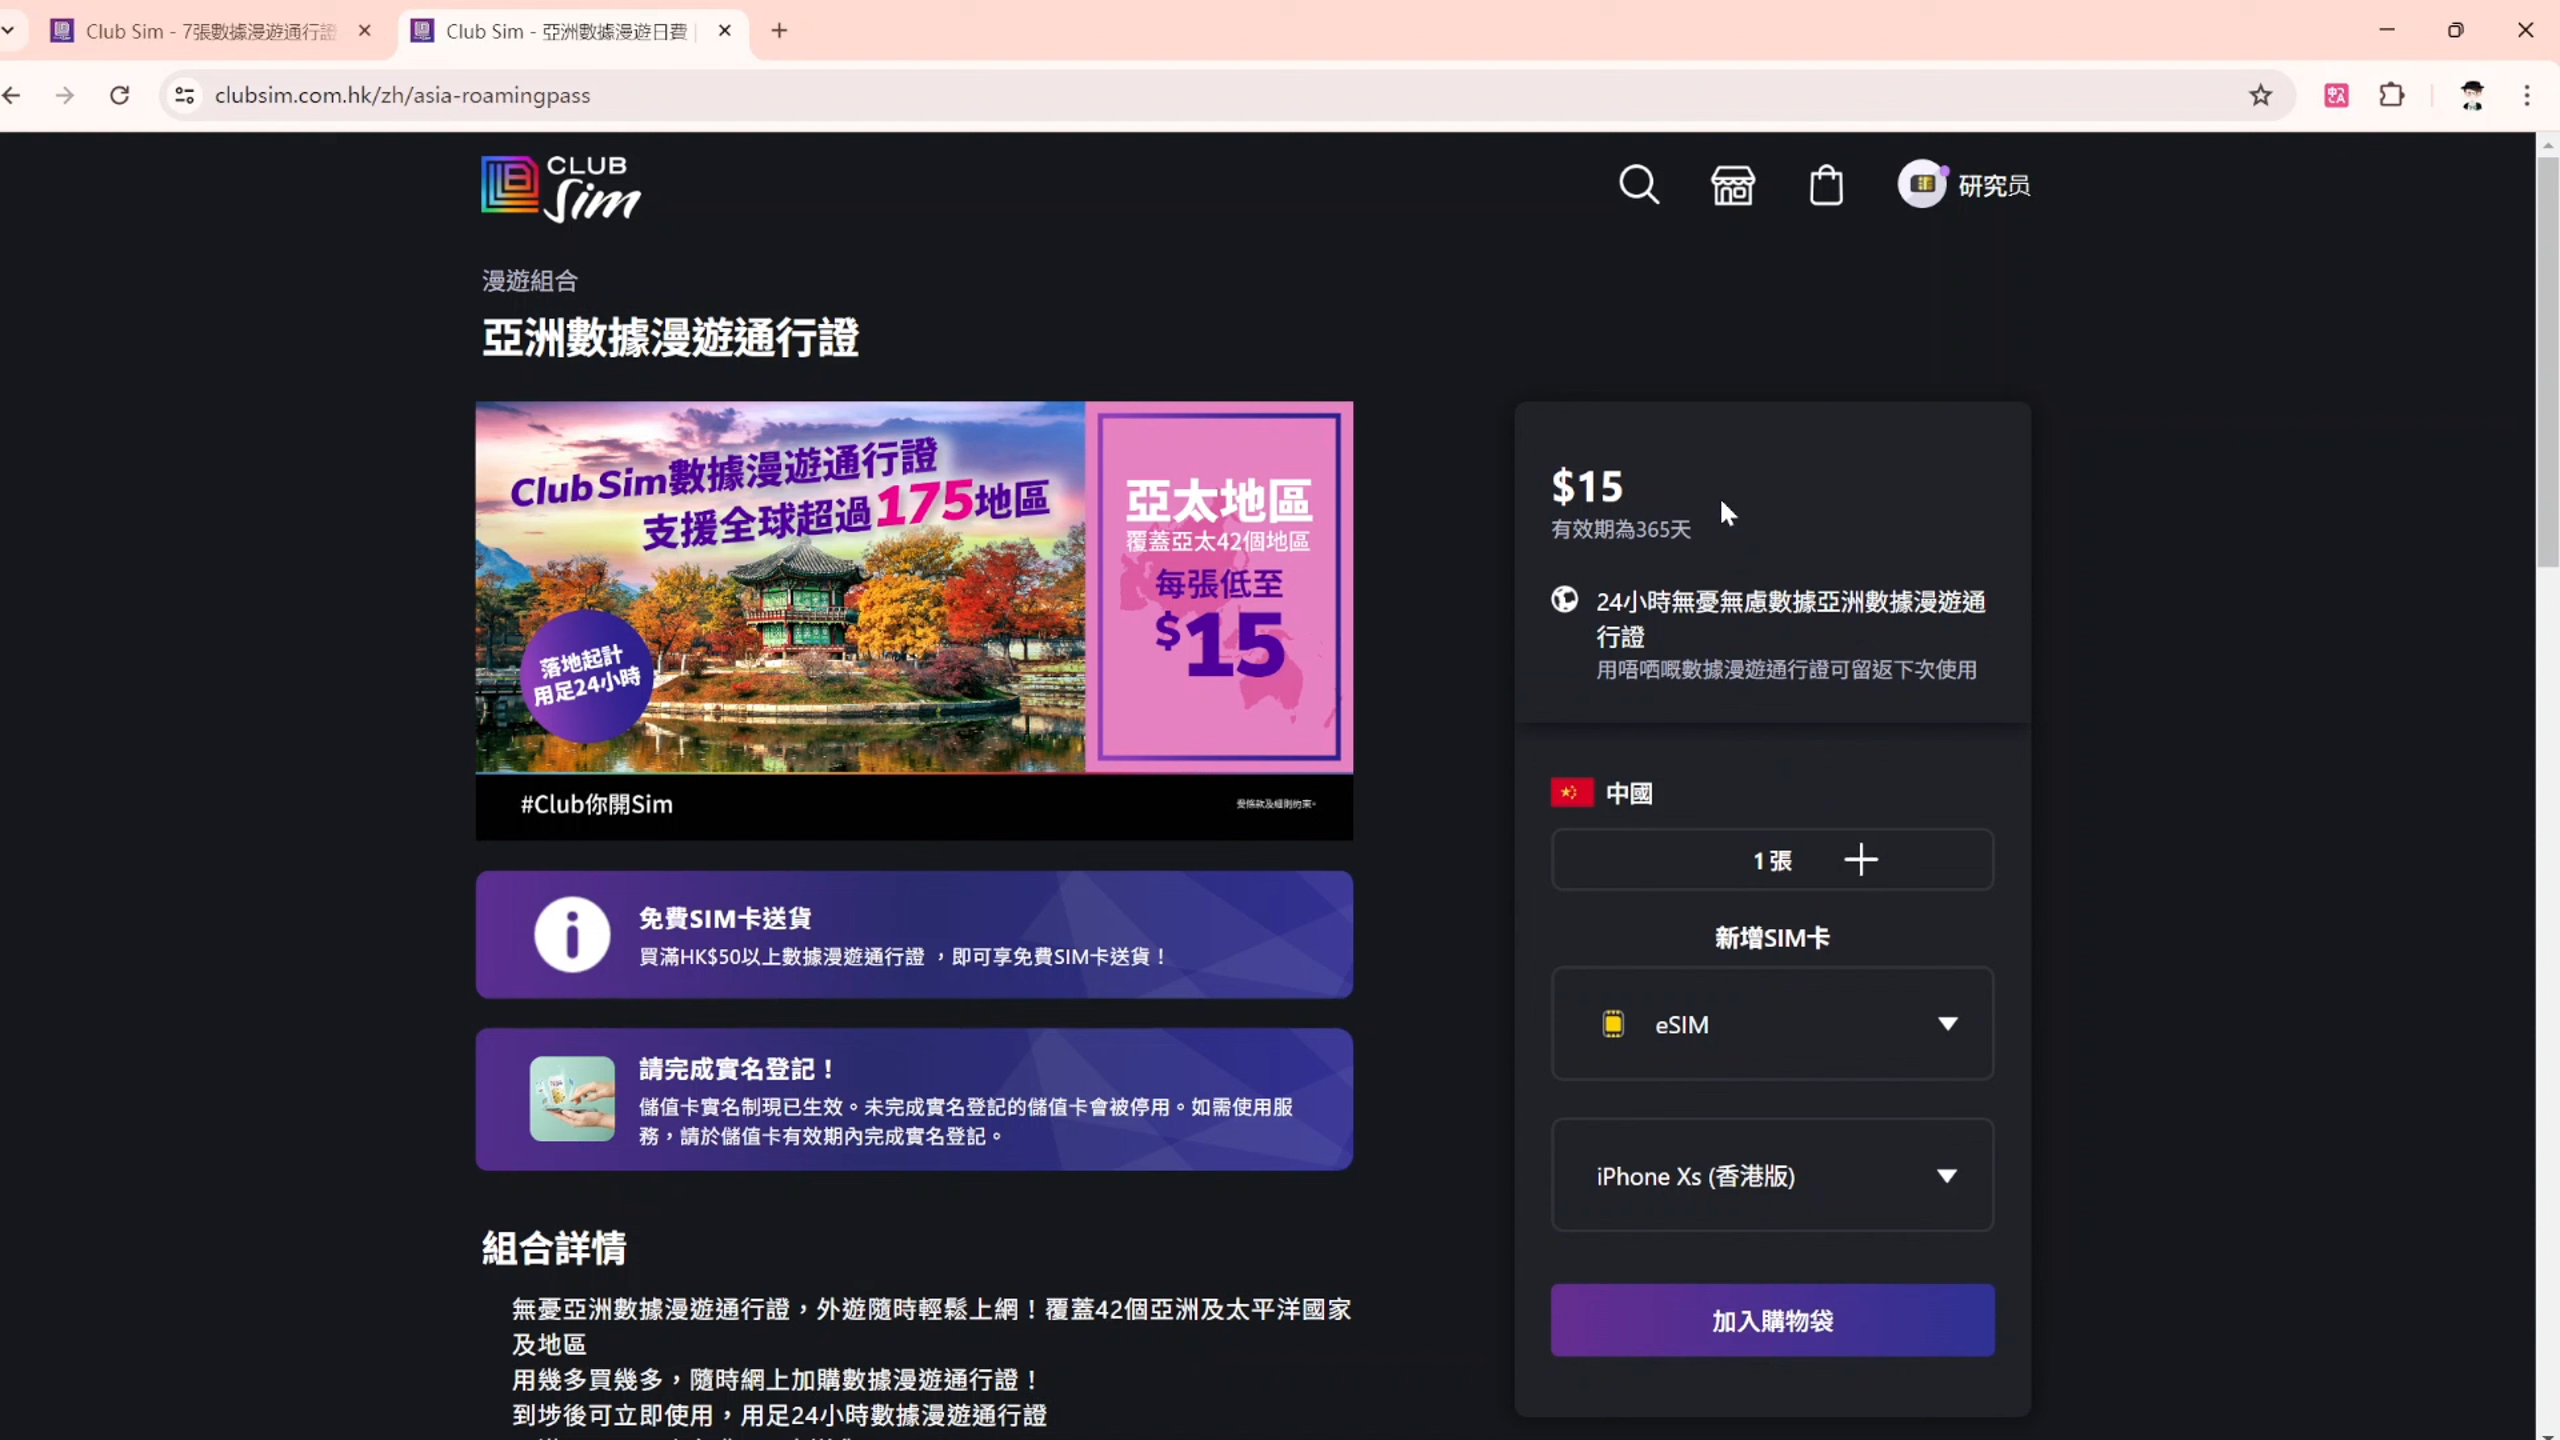 Club Sim - 7張數據漫遊通行證
Club Sim - 亞洲數據漫遊日費
clubsim.com.hk/zh/asia-roamingpass
CLUB
Sim
研究员
漫遊組合
亞洲數據漫遊通行證
Club Sim數據漫遊通行證
支援全球超過175地區
落地起計
用足24小時
亞太地區
覆蓋亞太42個地區
每張低至
$15
#Club你開Sim
受條款及細則約束。
$15
有效期為365天
24小時無憂無慮數據亞洲數據漫遊通
行證
用唔哂嘅數據漫遊通行證可留返下次使用
中國
1 張
新增SIM卡
eSIM
iPhone Xs (香港版)
加入購物袋
免費SIM卡送貨
買滿HK$50以上數據漫遊通行證 ，即可享免費SIM卡送貨！
請完成實名登記！
儲值卡實名制現已生效。未完成實名登記的儲值卡會被停用。如需使用服
務，請於儲值卡有效期內完成實名登記。
組合詳情
無憂亞洲數據漫遊通行證，外遊隨時輕鬆上網！覆蓋42個亞洲及太平洋國家
及地區
用幾多買幾多，隨時網上加購數據漫遊通行證！
到埗後可立即使用，用足24小時數據漫遊通行證